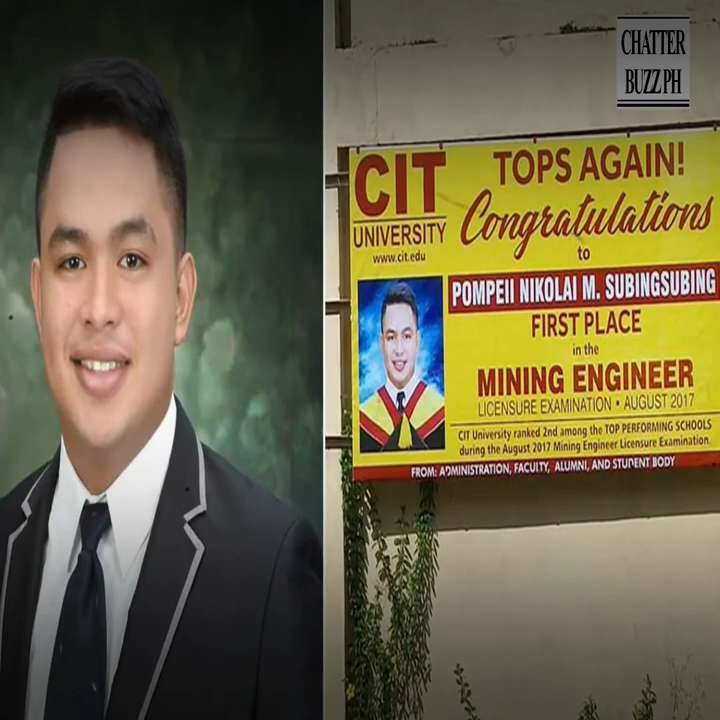 CHATTER
BUZZ PH
CIT
UNIVERSITY
www.cit.edu
TOPS AGAIN!
Congratulations
to
POMPEII NIKOLAI M. SUBINGSUBING
FIRST PLACE
in the
MINING ENGINEER
LICENSURE EXAMINATION • AUGUST 2017
CIT University ranked 2nd among the TOP PERFORMING SCHOOLS
during the August 2017 Mining Engineer Licensure Examination.
FROM: ADMINISTRATION, FACULTY, ALUMNI, AND STUDENT BODY